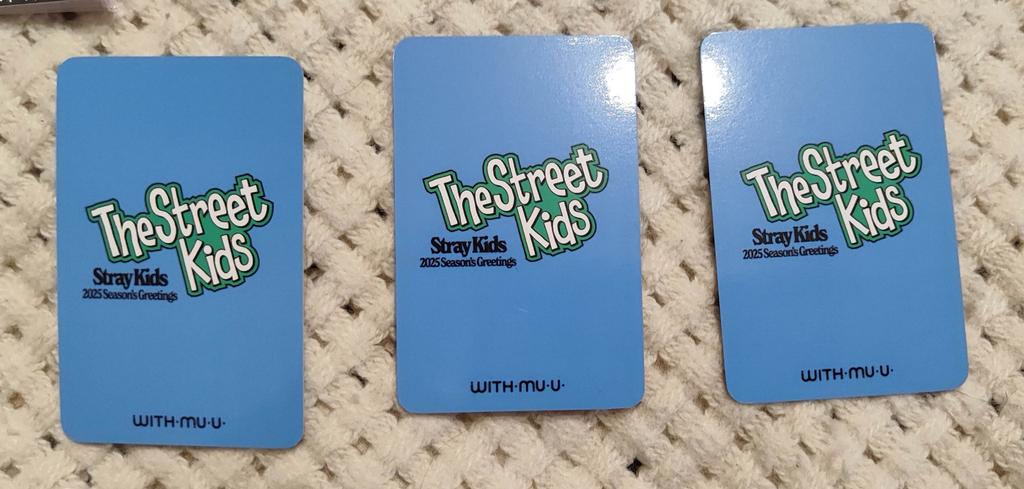 The Street
Kids
Stray Kids
2025 Season's Greetings
WITH·MU·U·
The Street
Kids
Stray Kids
2025 Season's Greetings
WITH·MU·U·
The Street
Kids
Stray Kids
2025 Season's Greetings
WITH·MU·U·